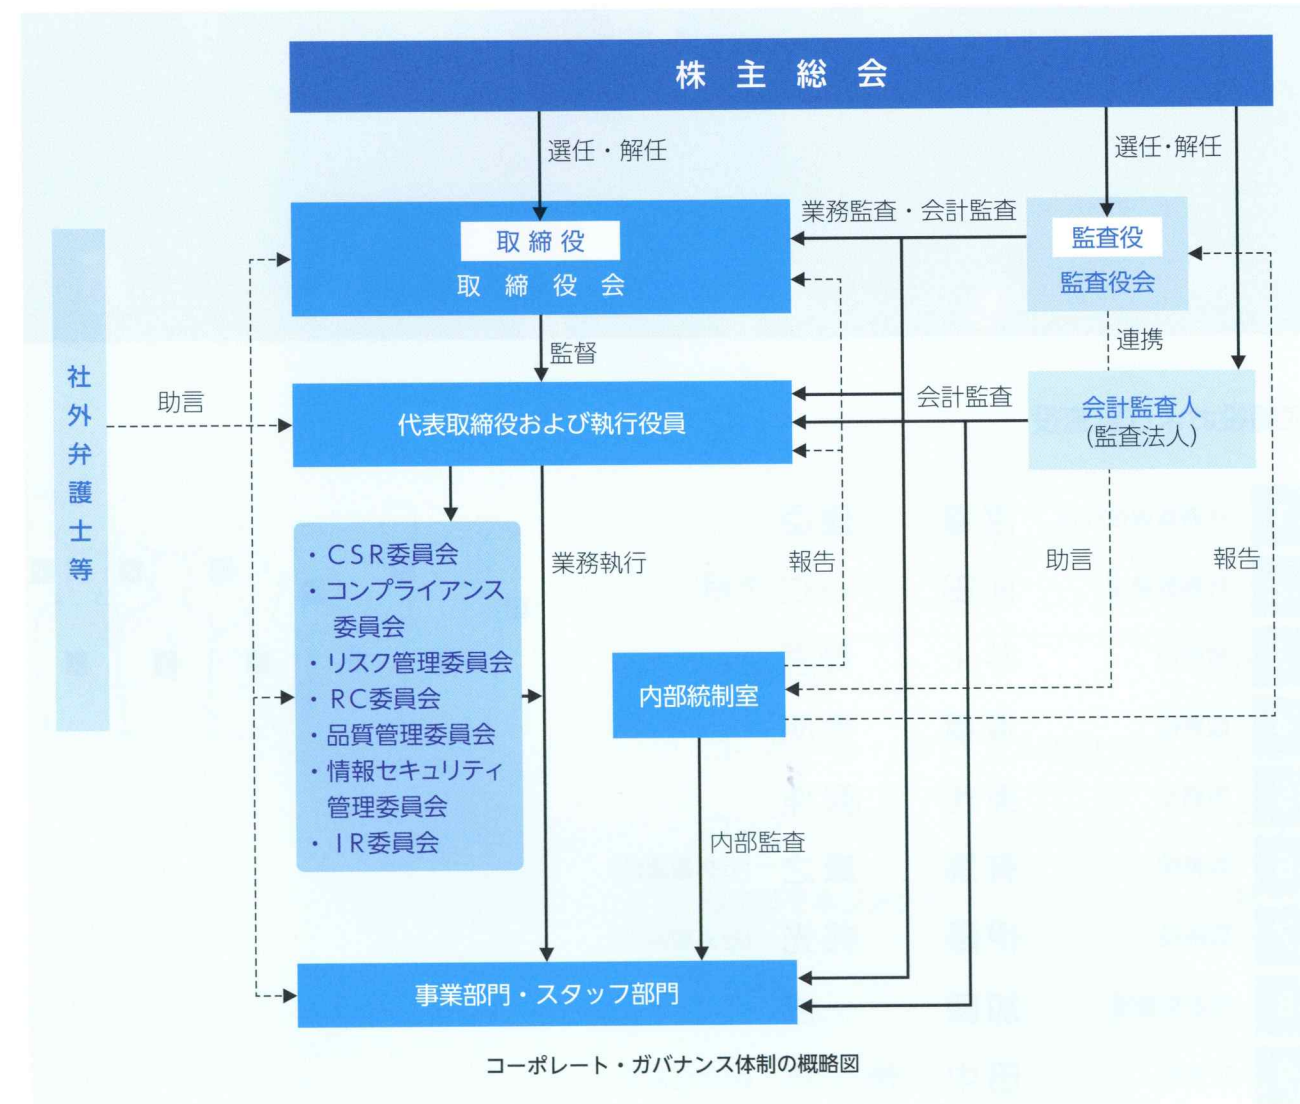 株主総会
選任・解任
選任・解任
業務監査・会計監査
取締役
取締役会
監査役
監査役会
連携
監督
社外弁護士等
助言
代表取締役および執行役員
会計監査
会計監査人
(監査法人)
・CSR委員会
・コンプライアンス
委員会
・リスク管理委員会
・RC委員会
・品質管理委員会
・情報セキュリティ
管理委員会
・IR委員会
業務執行
報告
助言
報告
内部統制室
内部監査
事業部門・スタッフ部門
コーポレート・ガバナンス体制の概略図